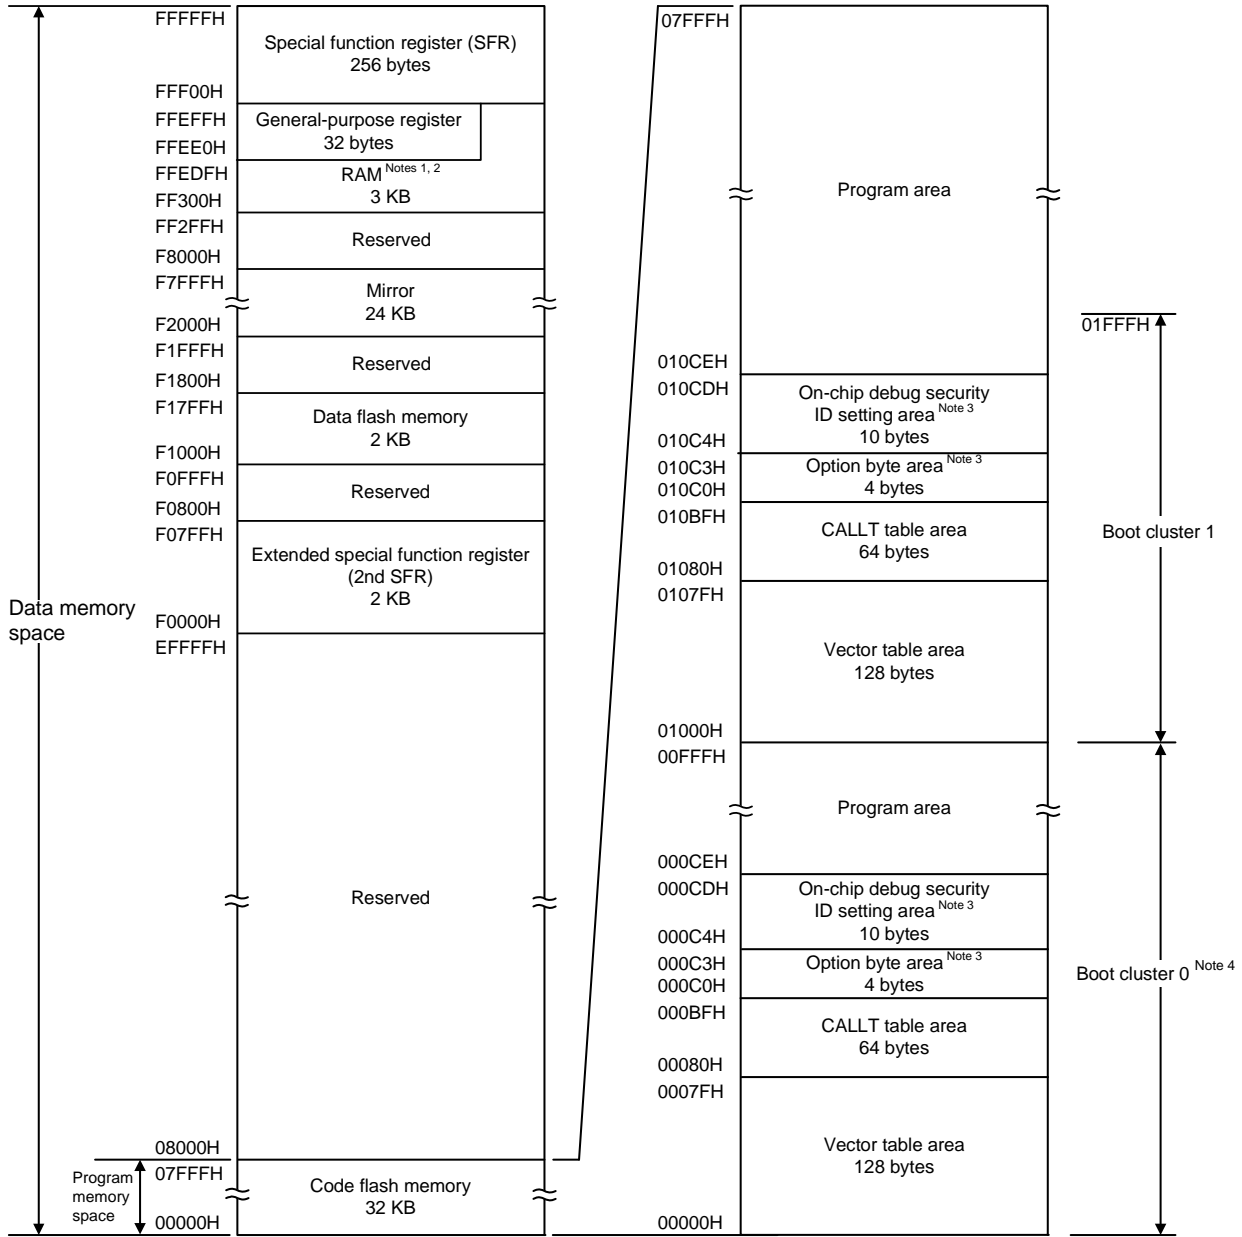 FFFFFH
Special function register (SFR)
256 bytes
FFF00H
FFEFFH
General-purpose register
32 bytes
FFEE0H
FFEDFH
RAM Notes 1, 2
3 KB
FF300H
FF2FFH
Reserved
F8000H
F7FFFH
Mirror
24 KB
F2000H
F1FFFH
Reserved
F1800H
F17FFH
Data flash memory
2 KB
F1000H
F0FFFH
Reserved
F0800H
F07FFH
Extended special function register
(2nd SFR)
2 KB
F0000H
EFFFFH
Data memory
space
Reserved
08000H
07FFFH
Program
memory
space
Code flash memory
32 KB
00000H
07FFFH
Program area
01FFFH
010CEH
010CDH
On-chip debug security
ID setting area Note 3
10 bytes
010C4H
010C3H
Option byte area Note 3
4 bytes
010C0H
010BFH
CALLT table area
64 bytes
01080H
0107FH
Boot cluster 1
Vector table area
128 bytes
01000H
00FFFH
Program area
000CEH
000CDH
On-chip debug security
ID setting area Note 3
10 bytes
000C4H
000C3H
Option byte area Note 3
4 bytes
000C0H
000BFH
Boot cluster 0 Note 4
CALLT table area
64 bytes
00080H
0007FH
Vector table area
128 bytes
00000H